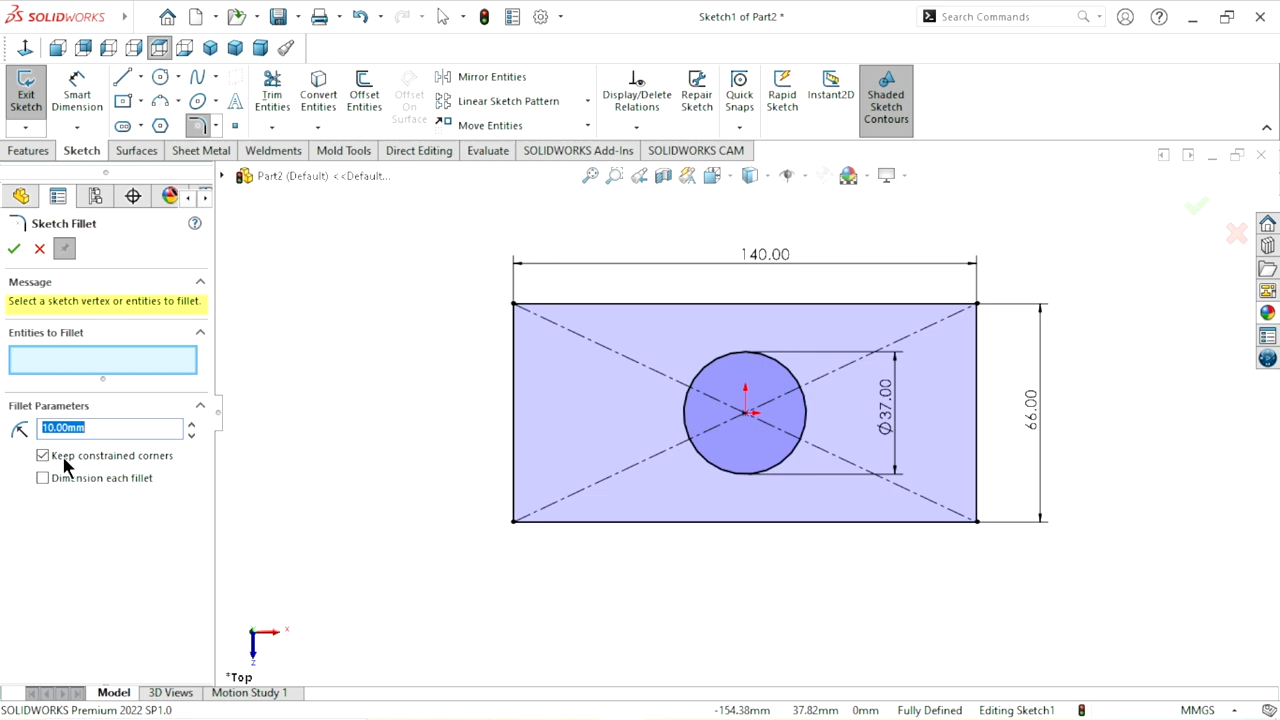 SOLIDWORKS
Sketch1 of Part2 *
Search Commands
Exit Sketch
Smart Dimension
Trim Entities
Convert Entities
Offset Entities
Offset On Surface
Mirror Entities
Linear Sketch Pattern
Move Entities
Display/Delete Relations
Repair Sketch
Quick Snaps
Rapid Sketch
Instant2D
Shaded Sketch Contours
Features
Sketch
Surfaces
Sheet Metal
Weldments
Mold Tools
Direct Editing
Evaluate
SOLIDWORKS Add-Ins
SOLIDWORKS CAM
Part2 (Default) <<Default...
Sketch Fillet
Message
Select a sketch vertex or entities to fillet.
Entities to Fillet
Fillet Parameters
10.00mm
Keep constrained corners
Dimension each fillet
140.00
Ø37.00
66.00
X
Z
*Top
Model
3D Views
Motion Study 1
SOLIDWORKS Premium 2022 SP1.0
-154.38mm
37.82mm
0mm
Fully Defined
Editing Sketch1
MMGS